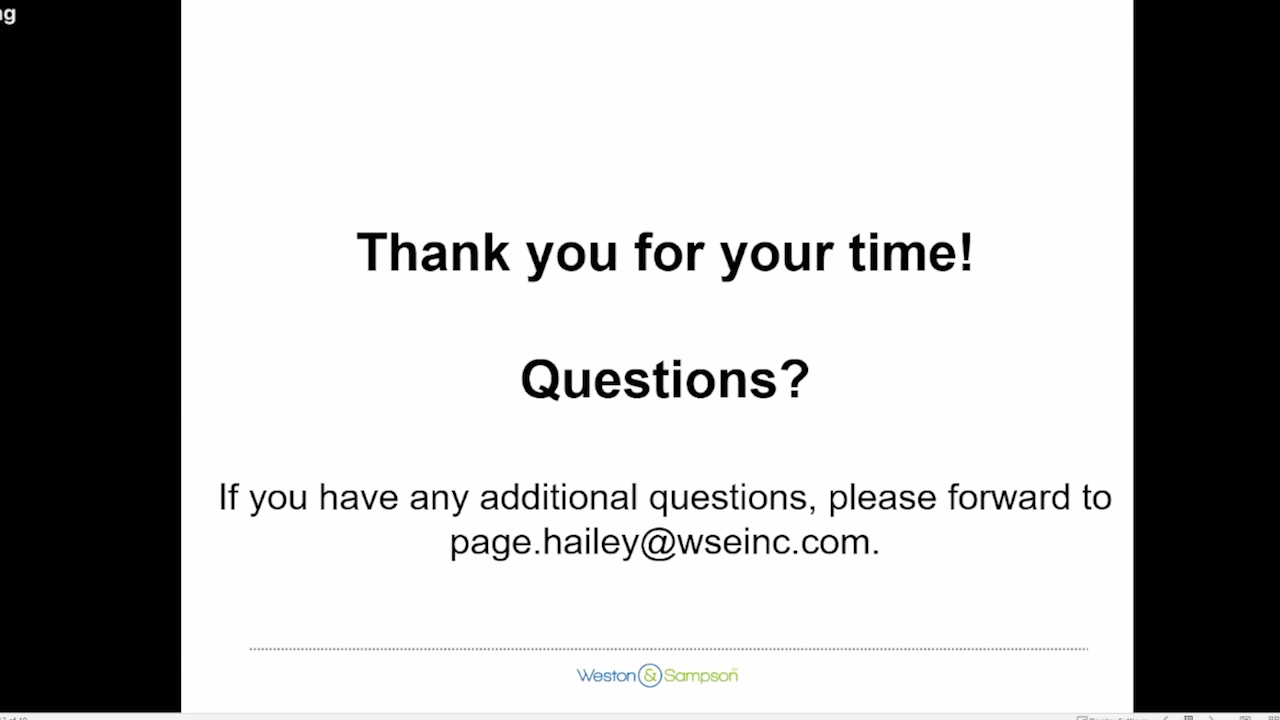 Thank you for your time!
Questions?
If you have any additional questions, please forward to
page.hailey@wseinc.com.
Weston & Sampson